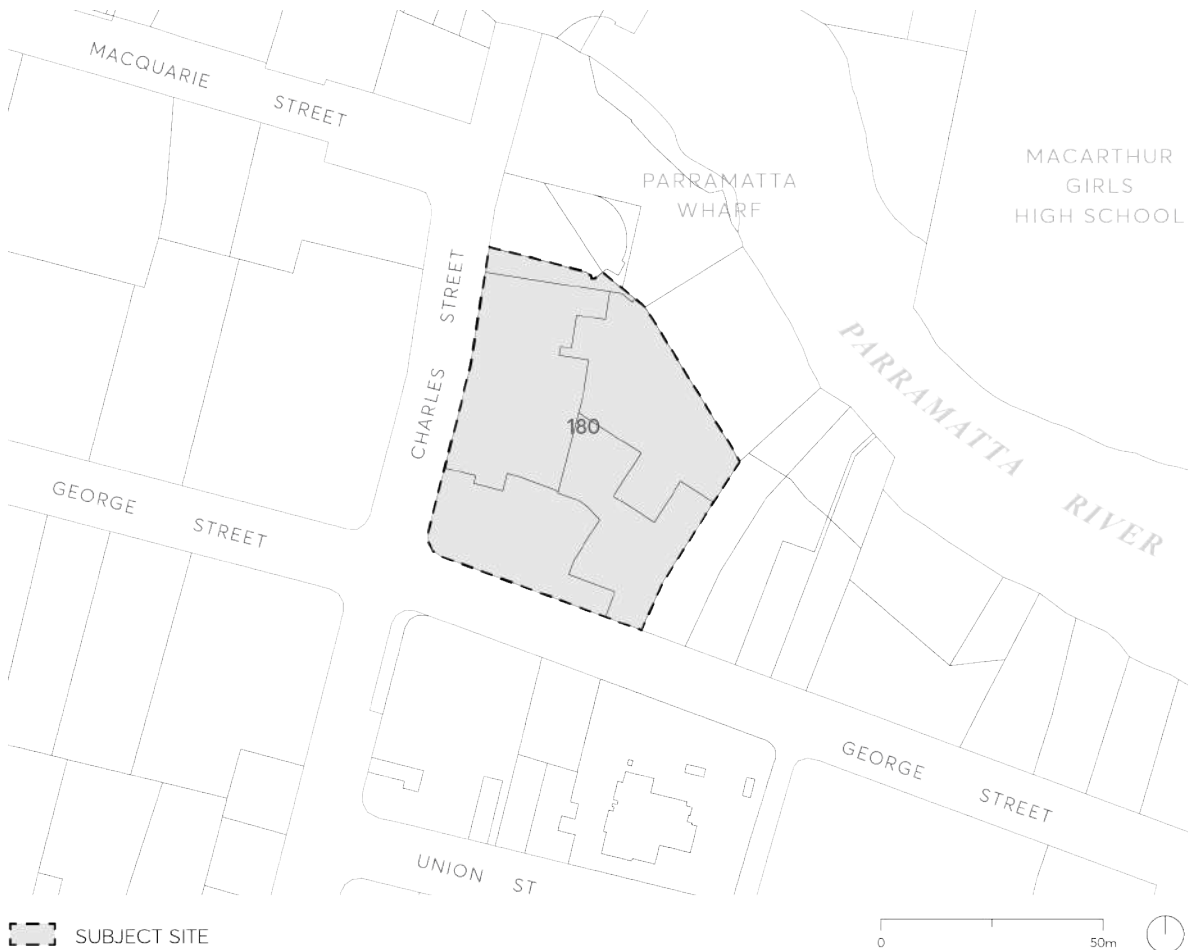 MACQUARIE STREET
MACARTHUR
GIRLS
HIGH SCHOOL
PARRAMATTA
WHARF
CHARLES STREET
PARRAMATTA RIVER
180
GEORGE STREET
GEORGE STREET
UNION ST
SUBJECT SITE
0 50m